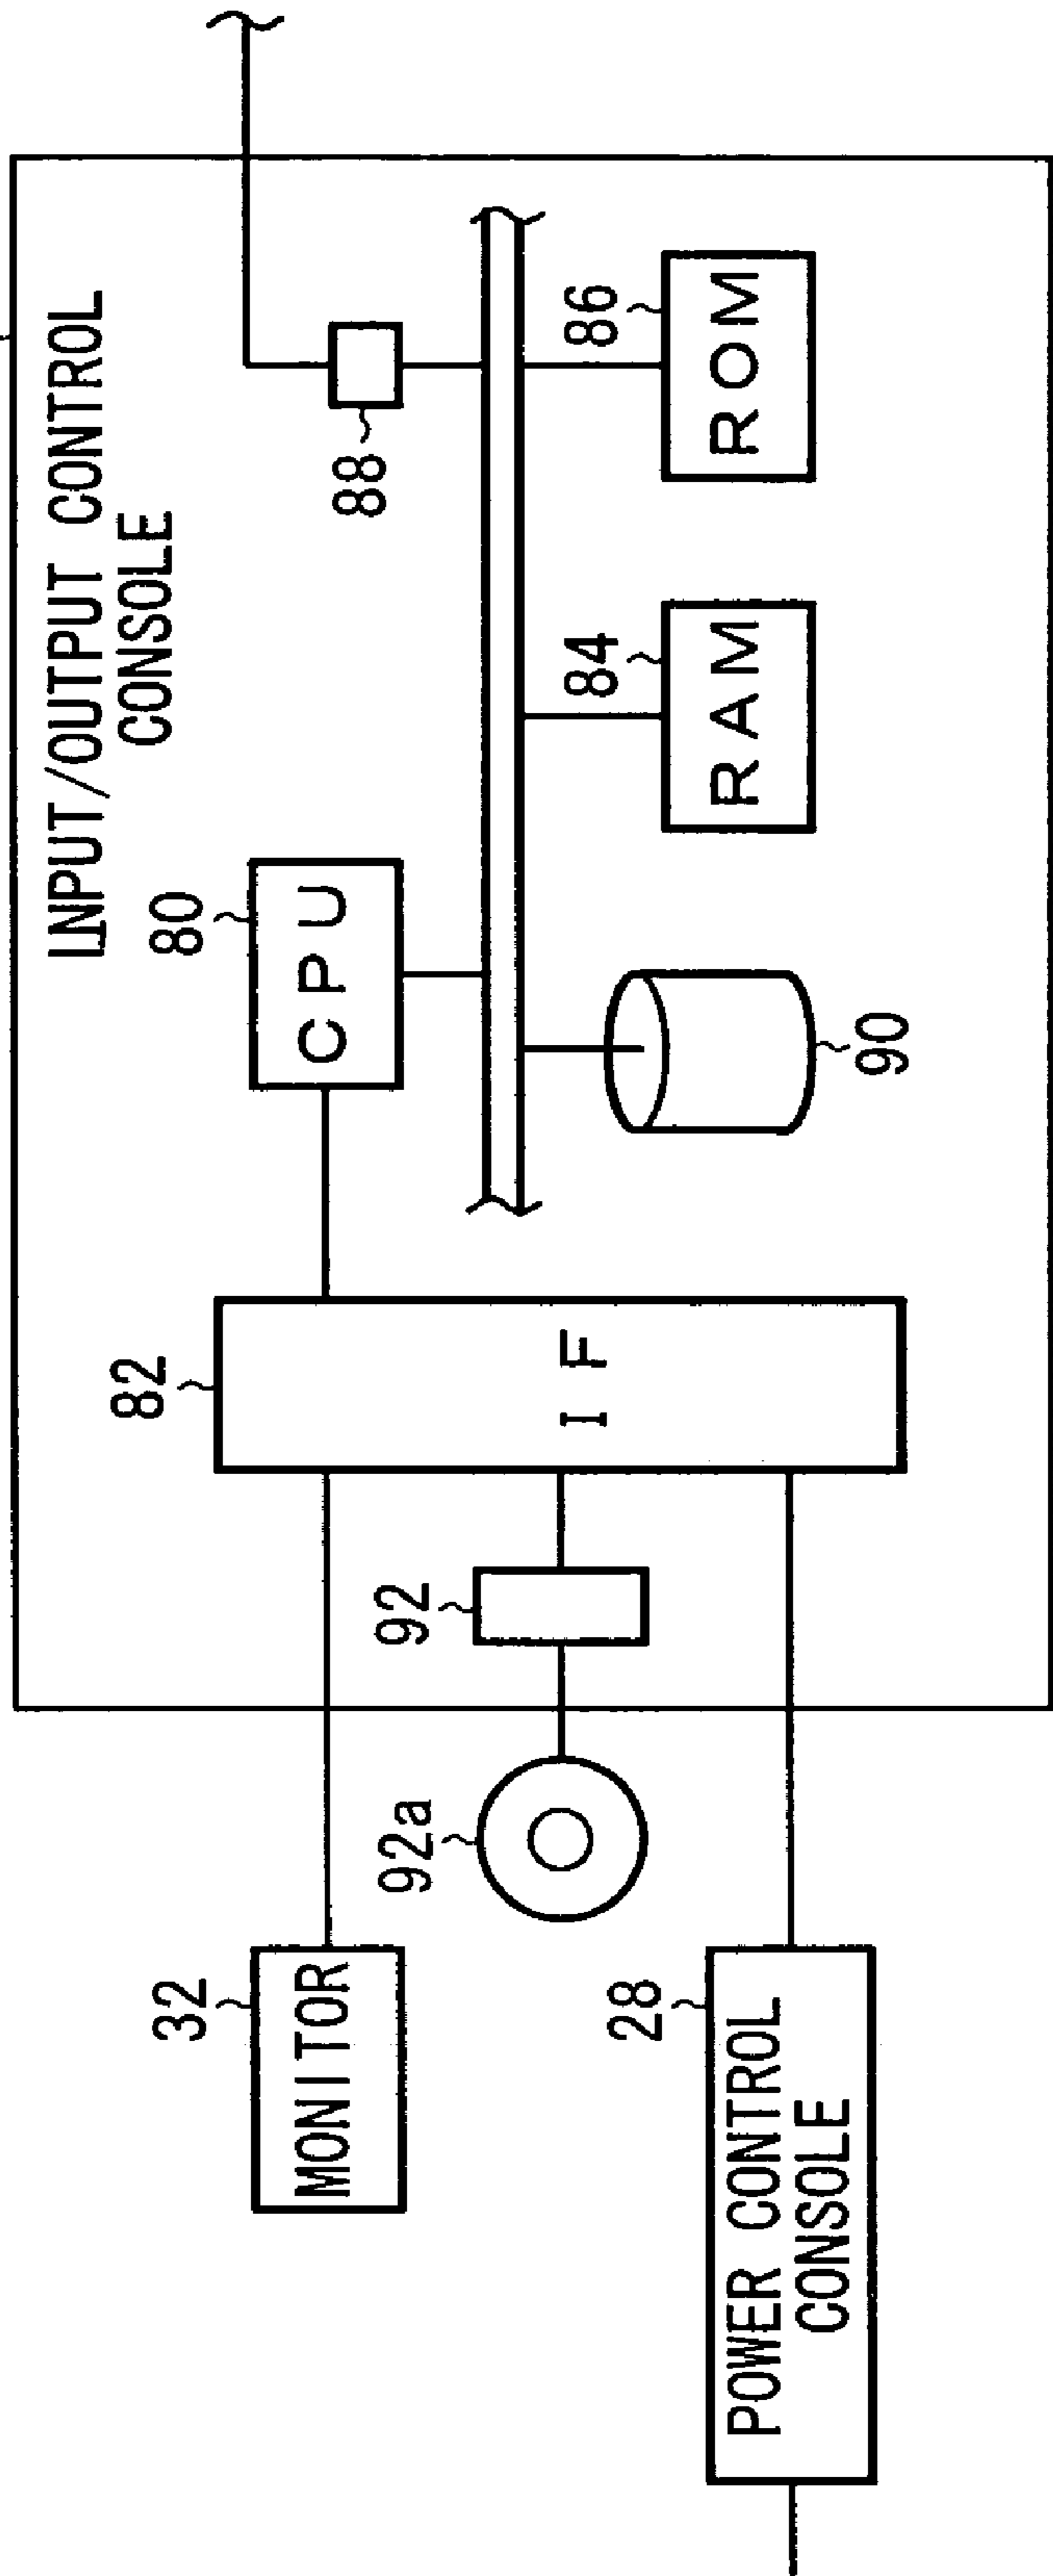 INPUT/OUTPUT CONTROL
CONSOLE
80
CPU
82
IF
88
86
ROM
84
RAM
90
92
92a
32
MONITOR
28
POWER CONTROL
CONSOLE